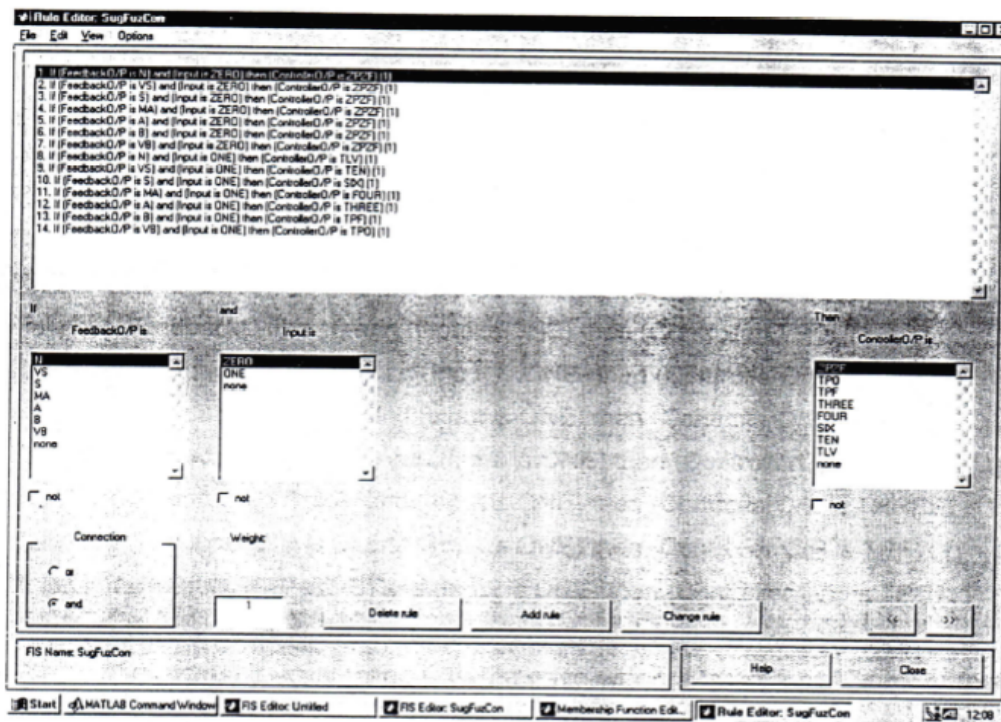 Rule Editor: SugFuzCon
File Edit View Options
1. If (FeedbackO/P is N) and (Input is ZERO) then (ControllerO/P is ZPZF) (1)
2. If (FeedbackO/P is VS) and (Input is ZERO) then (ControllerO/P is ZPZF) (1)
3. If (FeedbackO/P is S) and (Input is ZERO) then (ControllerO/P is ZPZF) (1)
4. If (FeedbackO/P is MA) and (Input is ZERO) then (ControllerO/P is ZPZF) (1)
5. If (FeedbackO/P is A) and (Input is ZERO) then (ControllerO/P is ZPZF) (1)
6. If (FeedbackO/P is B) and (Input is ZERO) then (ControllerO/P is ZPZF) (1)
7. If (FeedbackO/P is VB) and (Input is ZERO) then (ControllerO/P is ZPZF) (1)
8. If (FeedbackO/P is N) and (Input is ONE) then (ControllerO/P is TLV) (1)
9. If (FeedbackO/P is VS) and (Input is ONE) then (ControllerO/P is TEN) (1)
10. If (FeedbackO/P is S) and (Input is ONE) then (ControllerO/P is SIX) (1)
11. If (FeedbackO/P is MA) and (Input is ONE) then (ControllerO/P is FOUR) (1)
12. If (FeedbackO/P is A) and (Input is ONE) then (ControllerO/P is THREE) (1)
13. If (FeedbackO/P is B) and (Input is ONE) then (ControllerO/P is TPF) (1)
14. If (FeedbackO/P is VB) and (Input is ONE) then (ControllerO/P is TPO) (1)
If and Then
FeedbackO/P is Input is ControllerO/P is
N
VS
S
MA
A
B
VB
none
ZERO
ONE
none
ZPZF
TPO
TPF
THREE
FOUR
SIX
TEN
TLV
none
not not not
Connection Weight:
or
and 1 Delete rule Add rule Change rule << >>
FIS Name: SugFuzCon Help Close
Start MATLAB Command Window FIS Editor: Untitled FIS Editor: SugFuzCon Membership Function Edit... Rule Editor: SugFuzCon 12:09